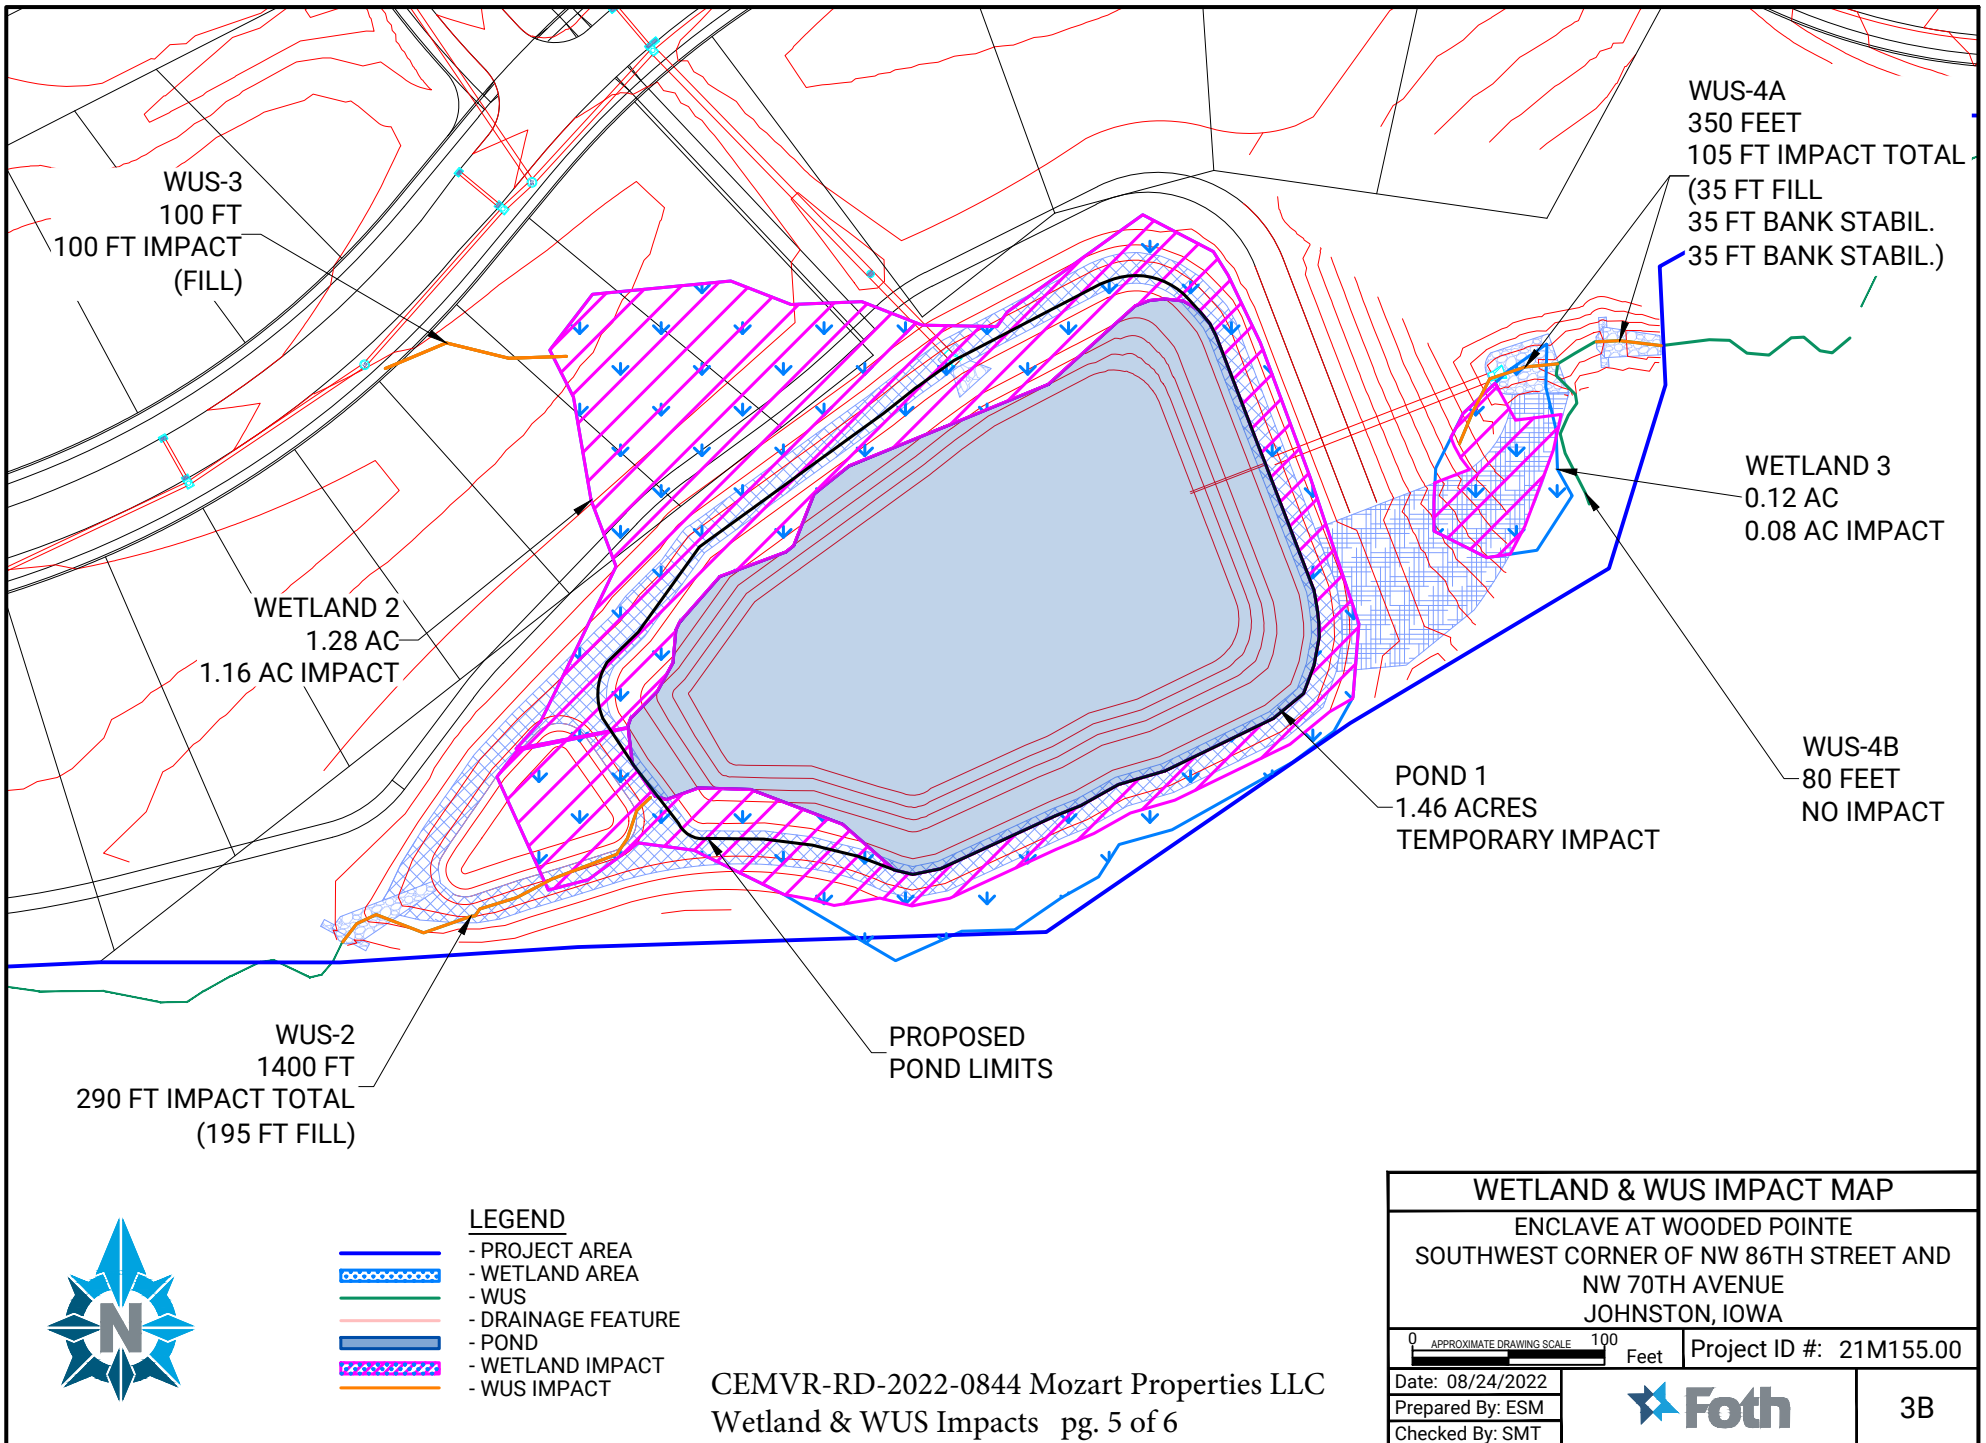 WUS-4A
350 FEET
105 FT IMPACT TOTAL
(35 FT FILL
35 FT BANK STABIL.
35 FT BANK STABIL.)
WUS-3
100 FT
100 FT IMPACT
(FILL)
WETLAND 3
0.12 AC
0.08 AC IMPACT
WETLAND 2
1.28 AC
1.16 AC IMPACT
WUS-4B
80 FEET
NO IMPACT
POND 1
1.46 ACRES
TEMPORARY IMPACT
WUS-2
1400 FT
290 FT IMPACT TOTAL
(195 FT FILL)
PROPOSED
POND LIMITS
N
LEGEND
- PROJECT AREA
- WETLAND AREA
- WUS
- DRAINAGE FEATURE
- POND
- WETLAND IMPACT
- WUS IMPACT
CEMVR-RD-2022-0844 Mozart Properties LLC
Wetland & WUS Impacts pg. 5 of 6
WETLAND & WUS IMPACT MAP
ENCLAVE AT WOODED POINTE
SOUTHWEST CORNER OF NW 86TH STREET AND
NW 70TH AVENUE
JOHNSTON, IOWA
0 APPROXIMATE DRAWING SCALE 100 Feet
Project ID #: 21M155.00
Date: 08/24/2022
Prepared By: ESM
Checked By: SMT
Foth
3B